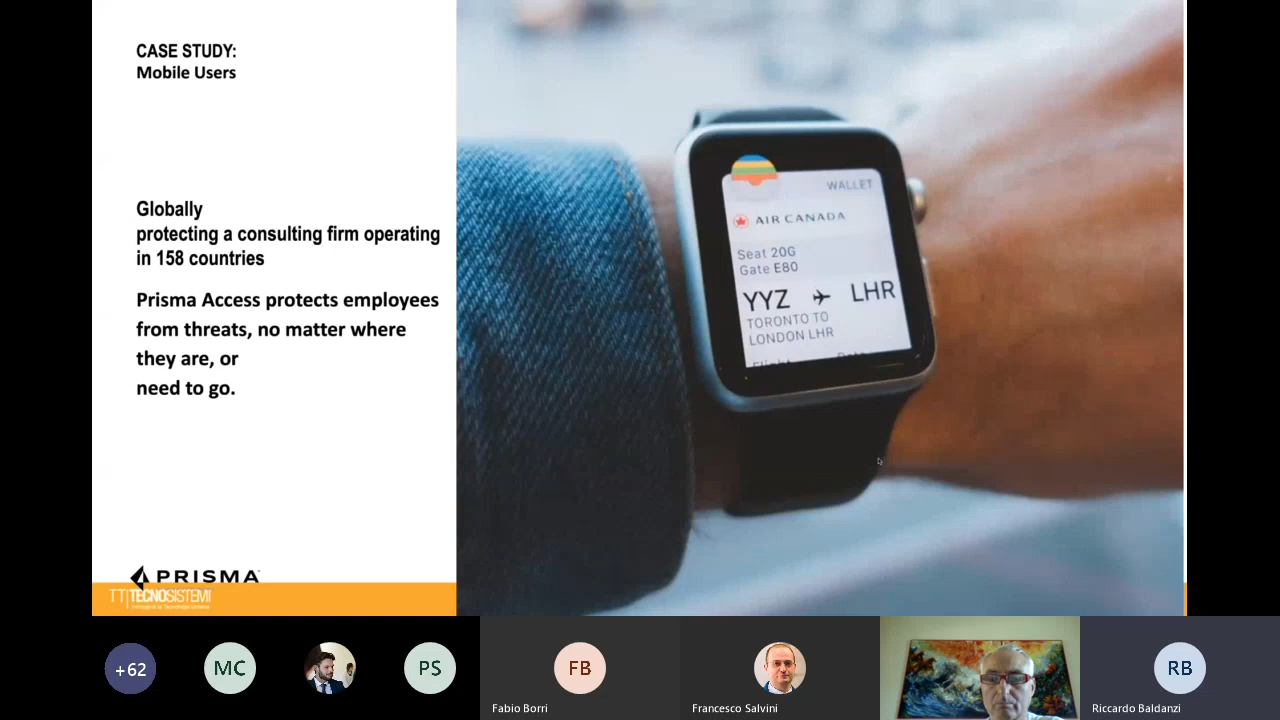 CASE STUDY:
Mobile Users
Globally
protecting a consulting firm operating
in 158 countries
Prisma Access protects employees
from threats, no matter where
they are, or
need to go.
PRISMA
TT|TECNOSISTEMI
WALLET
AIR CANADA
Seat 20G
Gate E80
YYZ LHR
TORONTO TO
LONDON LHR
+62
MC
PS
FB
Fabio Borri
Francesco Salvini
RB
Riccardo Baldanzi